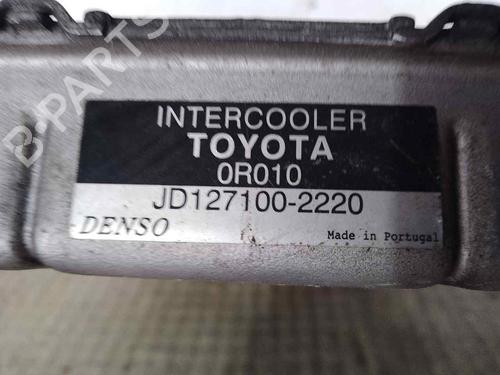 B-PARTS
INTERCOOLER
TOYOTA
0R010
JD127100-2220
DENSO
Made in Portugal